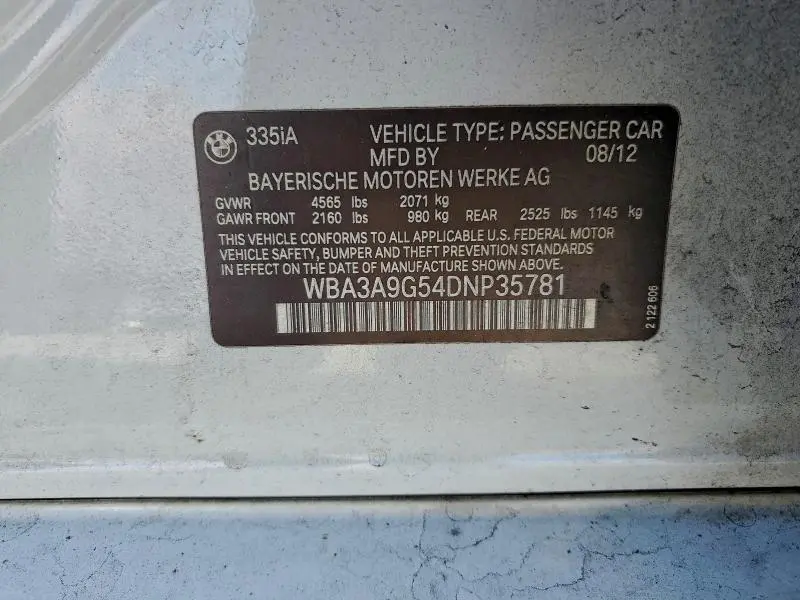 335iA VEHICLE TYPE: PASSENGER CAR
MFD BY 08/12
BAYERISCHE MOTOREN WERKE AG
GVWR 4565 lbs 2071 kg
GAWR FRONT 2160 lbs 980 kg REAR 2525 lbs 1145 kg
THIS VEHICLE CONFORMS TO ALL APPLICABLE U.S. FEDERAL MOTOR
VEHICLE SAFETY, BUMPER AND THEFT PREVENTION STANDARDS
IN EFFECT ON THE DATE OF MANUFACTURE SHOWN ABOVE.
WBA3A9G54DNP35781
2 122 606